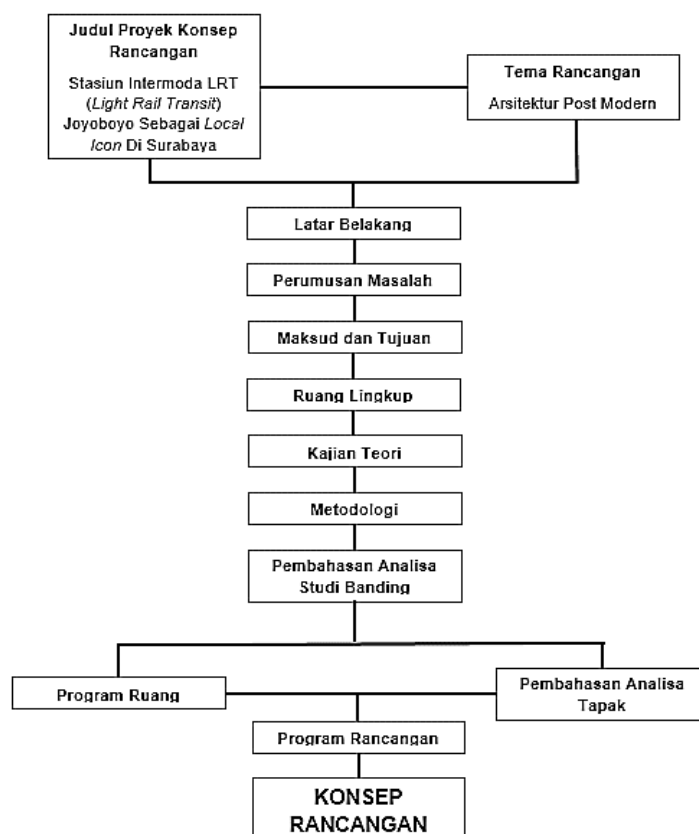 Judul Proyek Konsep
Rancangan
Stasiun Intermoda LRT
(Light Rail Transit)
Joyoboyo Sebagai Local
Icon Di Surabaya
Tema Rancangan
Arsitektur Post Modern
Latar Belakang
Perumusan Masalah
Maksud dan Tujuan
Ruang Lingkup
Kajian Teori
Metodologi
Pembahasan Analisa
Studi Banding
Program Ruang
Pembahasan Analisa
Tapak
Program Rancangan
KONSEP
RANCANGAN